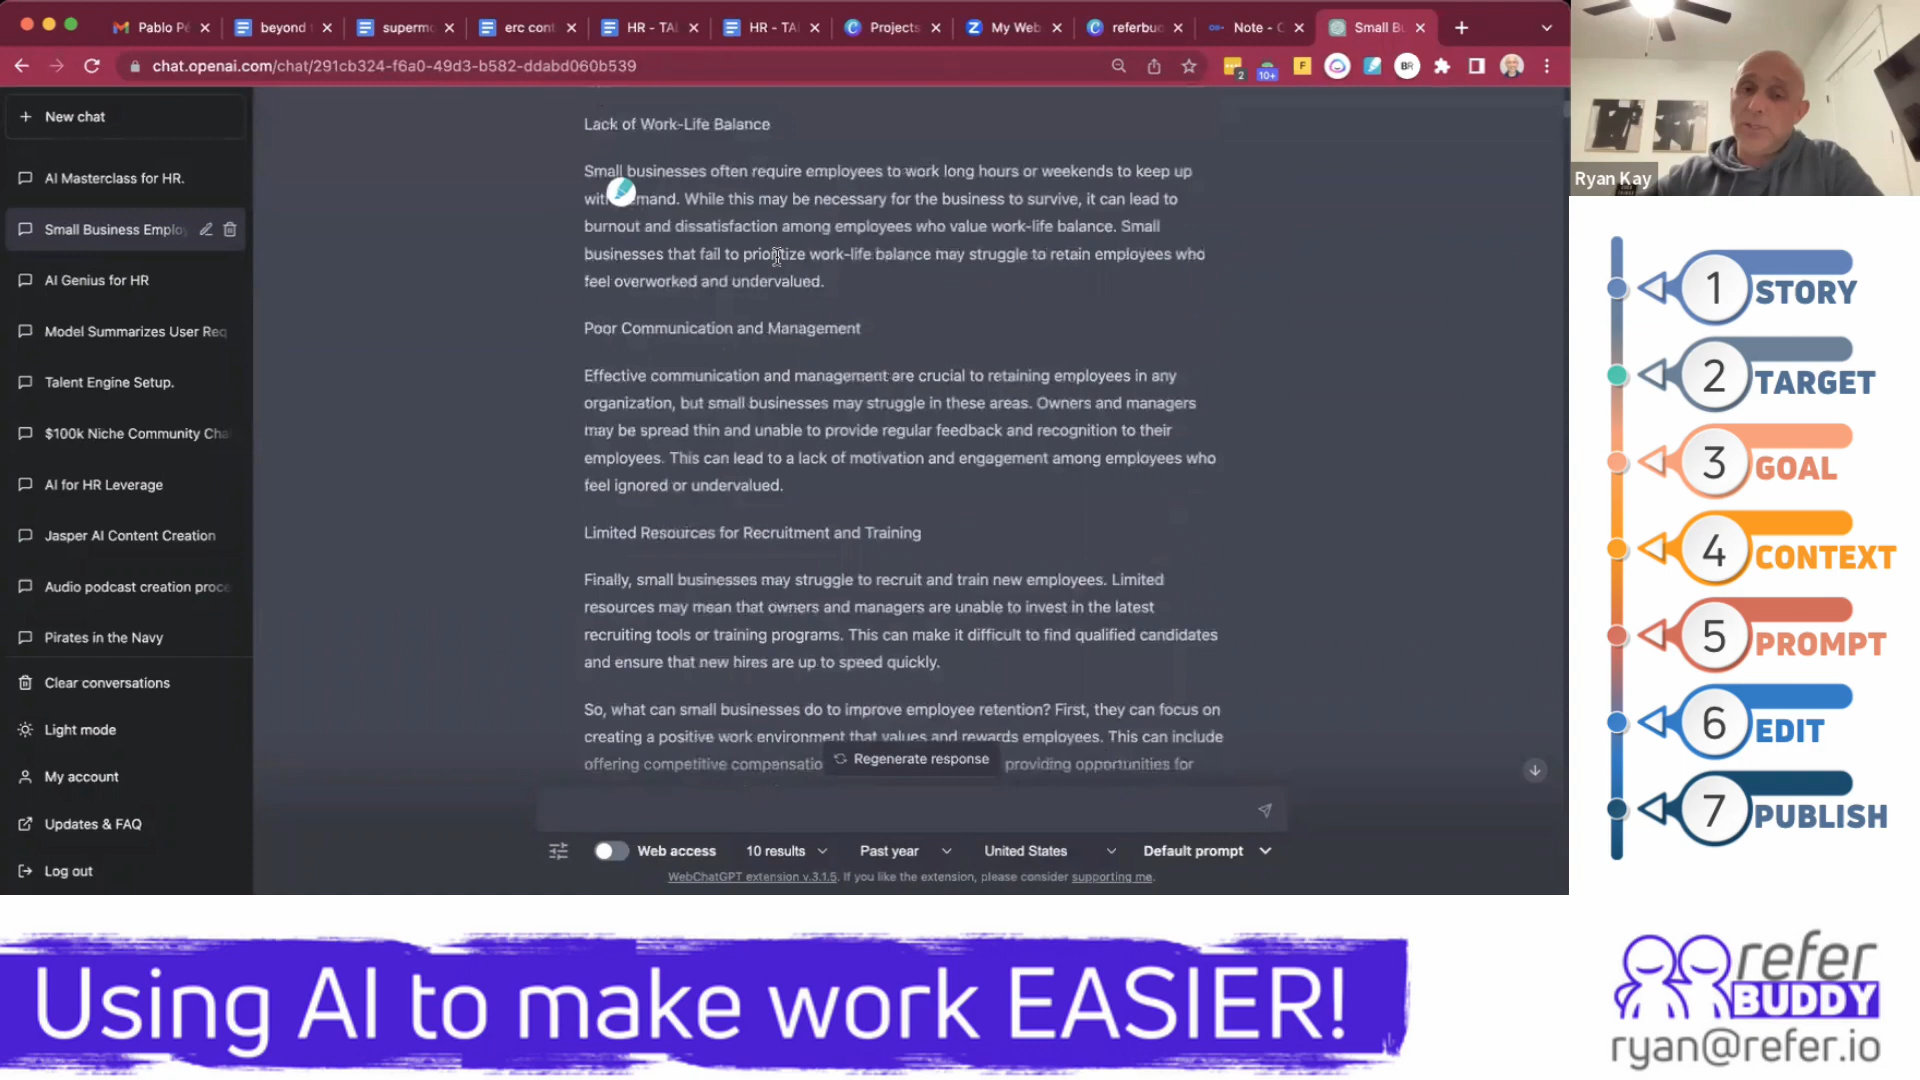 Pablo Pé
beyond
supermo
erc cont
HR - TAL
HR - TAL
Projects
My Web
referbud
Note - C
Small Bu
chat.openai.com/chat/291cb324-f6a0-49d3-b582-ddabd060b539
2
10+
F
BR
New chat
AI Masterclass for HR.
Small Business Emplo
AI Genius for HR
Model Summarizes User Req
Talent Engine Setup.
$100k Niche Community Cha
AI for HR Leverage
Jasper AI Content Creation
Audio podcast creation proce
Pirates in the Navy
Clear conversations
Light mode
My account
Updates & FAQ
Log out
Lack of Work-Life Balance
Small businesses often require employees to work long hours or weekends to keep up
with demand. While this may be necessary for the business to survive, it can lead to
burnout and dissatisfaction among employees who value work-life balance. Small
businesses that fail to prioritize work-life balance may struggle to retain employees who
feel overworked and undervalued.
Poor Communication and Management
Effective communication and management are crucial to retaining employees in any
organization, but small businesses may struggle in these areas. Owners and managers
may be spread thin and unable to provide regular feedback and recognition to their
employees. This can lead to a lack of motivation and engagement among employees who
feel ignored or undervalued.
Limited Resources for Recruitment and Training
Finally, small businesses may struggle to recruit and train new employees. Limited
resources may mean that owners and managers are unable to invest in the latest
recruiting tools or training programs. This can make it difficult to find qualified candidates
and ensure that new hires are up to speed quickly.
So, what can small businesses do to improve employee retention? First, they can focus on
creating a positive work environment that values and rewards employees. This can include
offering competitive compensatio providing opportunities for
Regenerate response
Web access
10 results
Past year
United States
Default prompt
WebChatGPT extension v.3.1.5. If you like the extension, please consider supporting me.
Ryan Kay
1 STORY
2 TARGET
3 GOAL
4 CONTEXT
5 PROMPT
6 EDIT
7 PUBLISH
Using AI to make work EASIER!
refer
BUDDY
ryan@refer.io